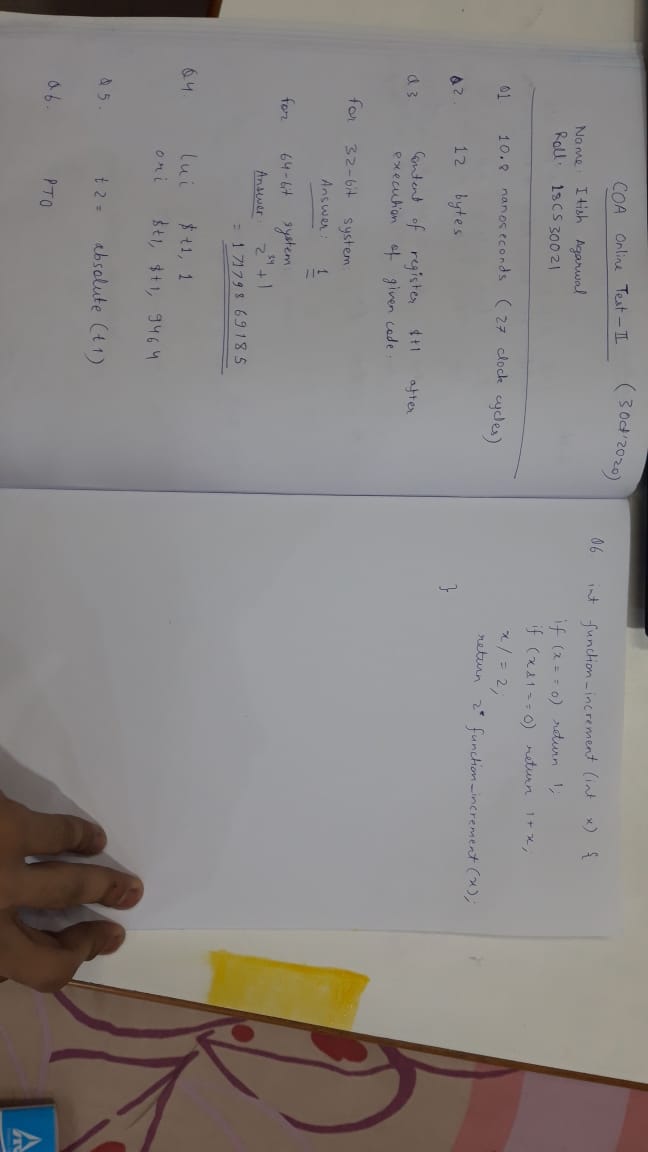 COA Online Test-II (3 Oct'2020)
Name: Itish Agarwal
Roll: 18CS30021
Q1 10.8 nanoseconds (27 clock cycles)
Q2. 12 bytes
Q3 Content of register $t1 after
execution of given code.
for 32-bit system
Answer: 1
for 64-bit system
Answer: 2^34 + 1
= 17179869185
Q4. lui $t1, 1
ori $t1, $t1, 9464
Q5. t2 = absolute (t1)
Q6. PTO
Q6 int function_increment (int x) {
if (x == 0) return 1;
if (x&1 == 0) return 1+x;
x /= 2;
return 2* function_increment (x);
}